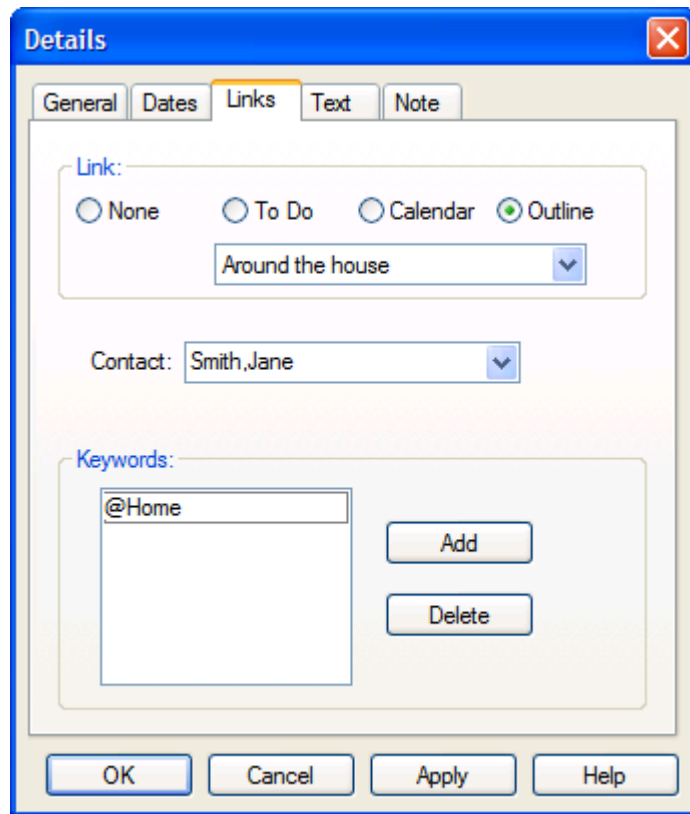 Details
General Dates Links Text Note
Link:
None To Do Calendar Outline
Around the house
Contact: Smith,Jane
Keywords:
@Home
Add
Delete
OK Cancel Apply Help